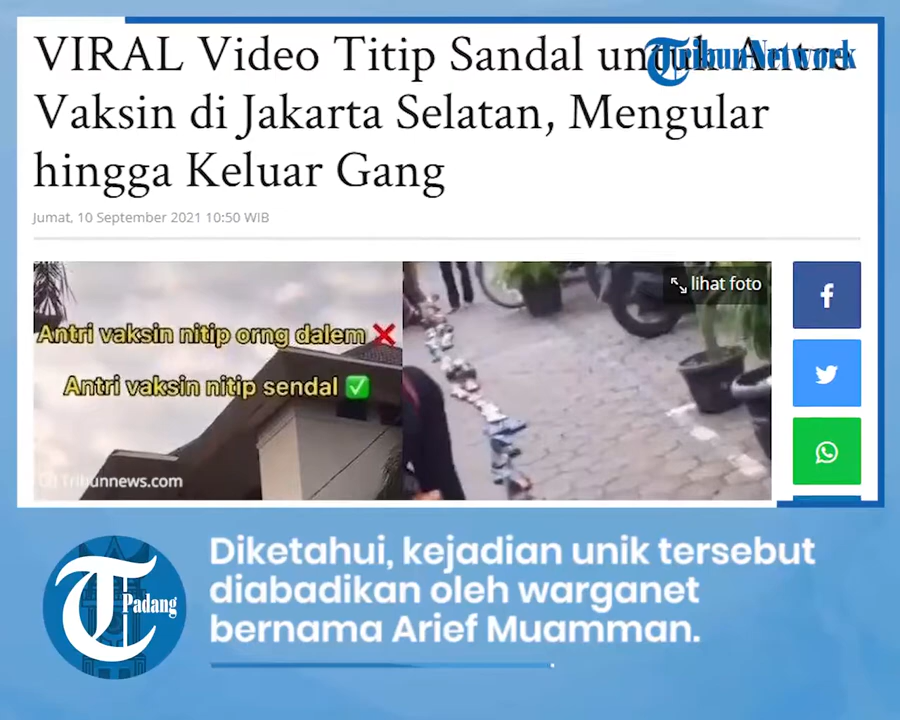 VIRAL Video Titip Sandal untuk Antre
Tribun Network
Vaksin di Jakarta Selatan, Mengular
hingga Keluar Gang
Jumat, 10 September 2021 10:50 WIB
lihat foto
Antri vaksin nitip orng dalem ❌
Antri vaksin nitip sendal ✅
Tribunnews.com
Diketahui, kejadian unik tersebut
diabadikan oleh warganet
bernama Arief Muamman.
T Padang